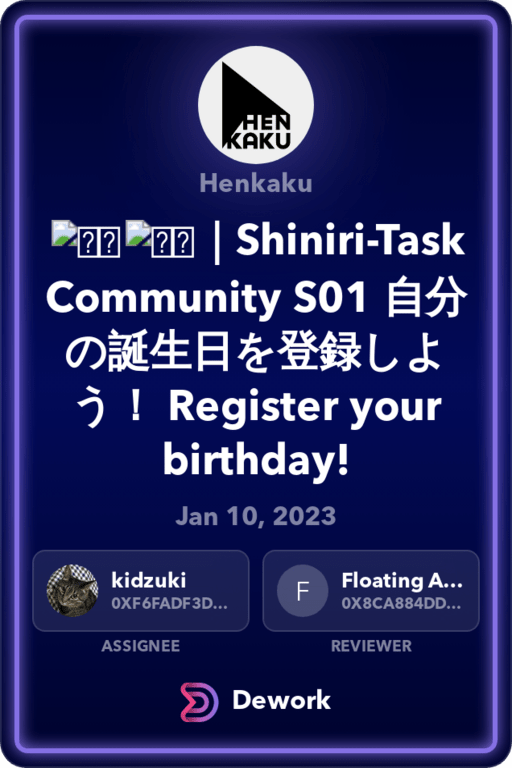 HEN
KAKU
Henkaku
| Shiniri-Task
Community S01 自分
の誕生日を登録しよ
う！ Register your
birthday!
Jan 10, 2023
kidzuki
0XF6FADF3D...
ASSIGNEE
F
Floating A...
0X8CA884DD...
REVIEWER
Dework